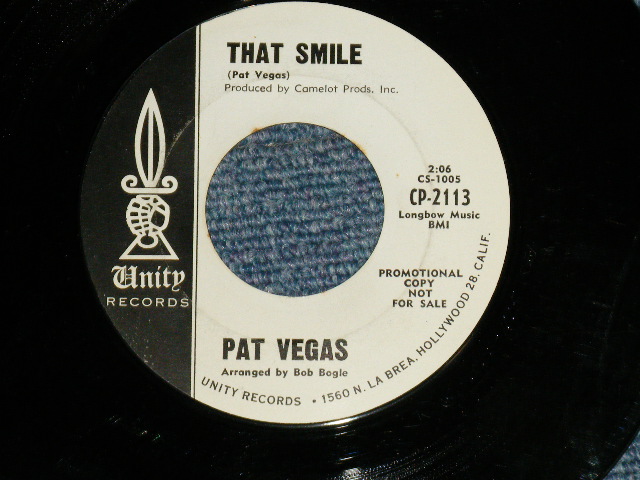 THAT SMILE
(Pat Vegas)
Produced by Camelot Prods. Inc.
2:06
CS-1005
CP-2113
Longbow Music
BMI
Unity
RECORDS
PROMOTIONAL
COPY
NOT
FOR SALE
PAT VEGAS
Arranged by Bob Bogle
UNITY RECORDS • 1560 N. LA BREA, HOLLYWOOD 28, CALIF.